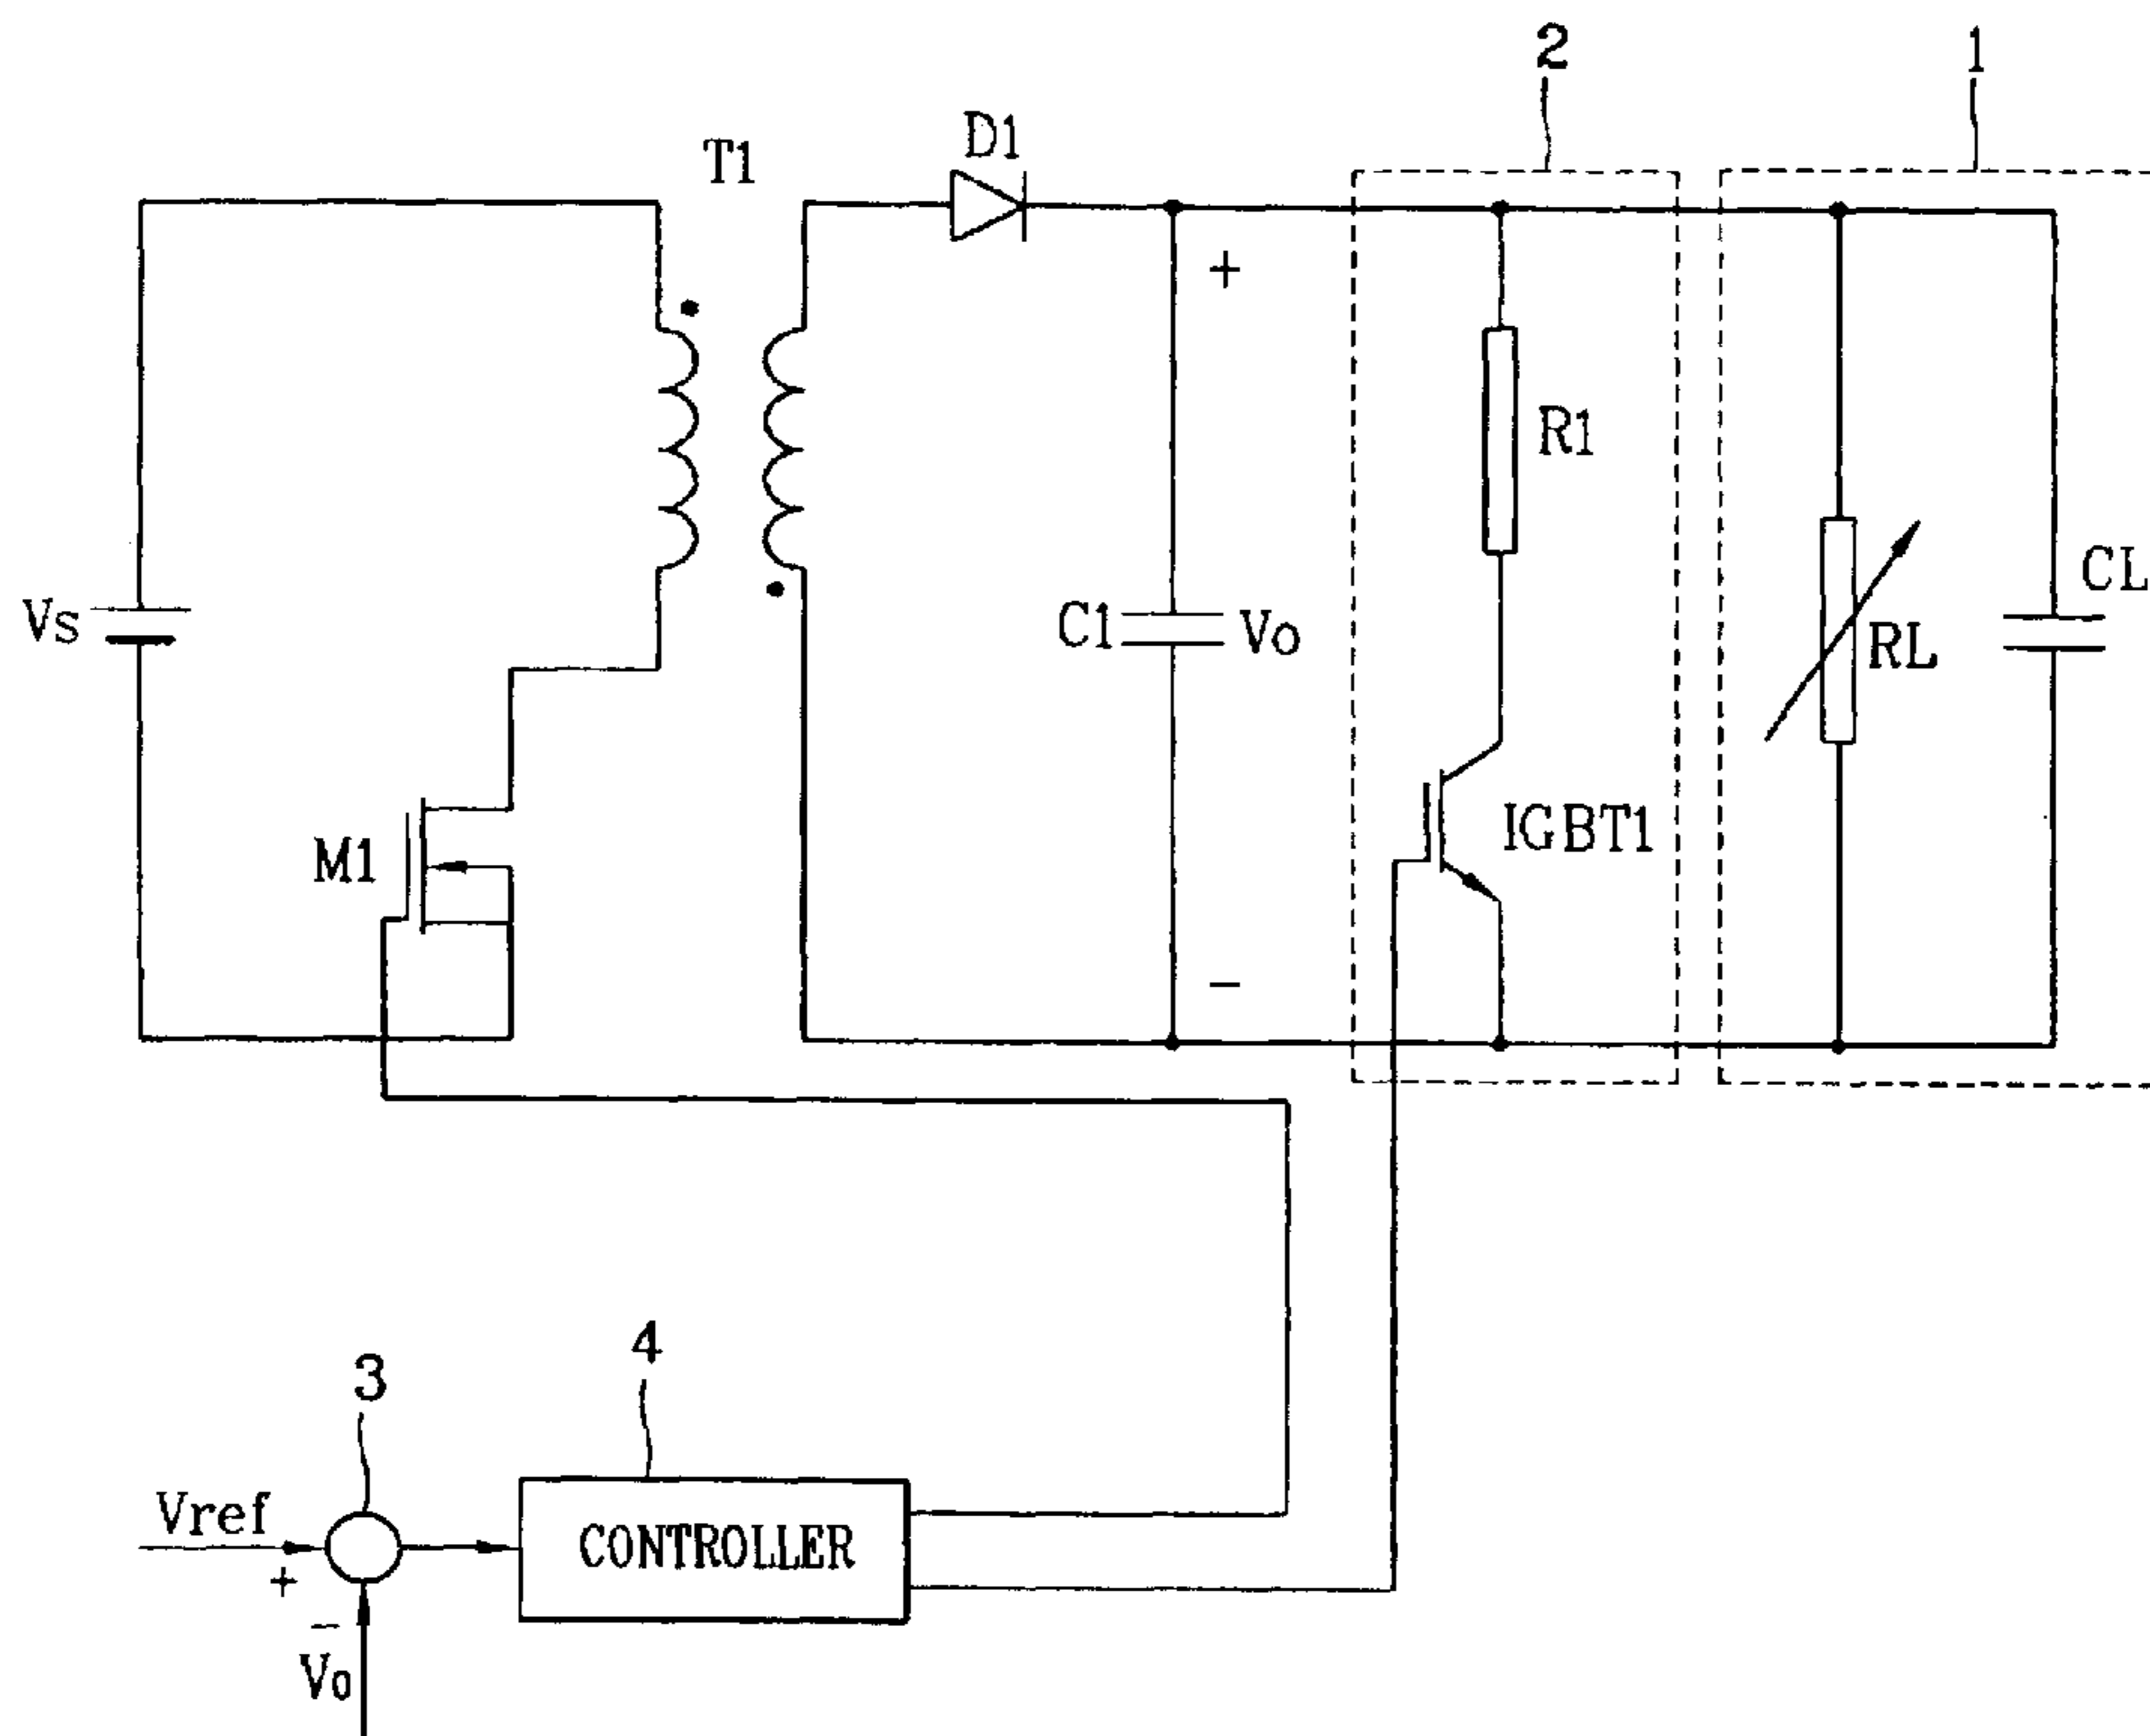 2
1
T1
D1
+
R1
Vs
C1
Vo
RL
CL
M1
IGBT1
−
3
4
Vref
+
CONTROLLER
−
Vo